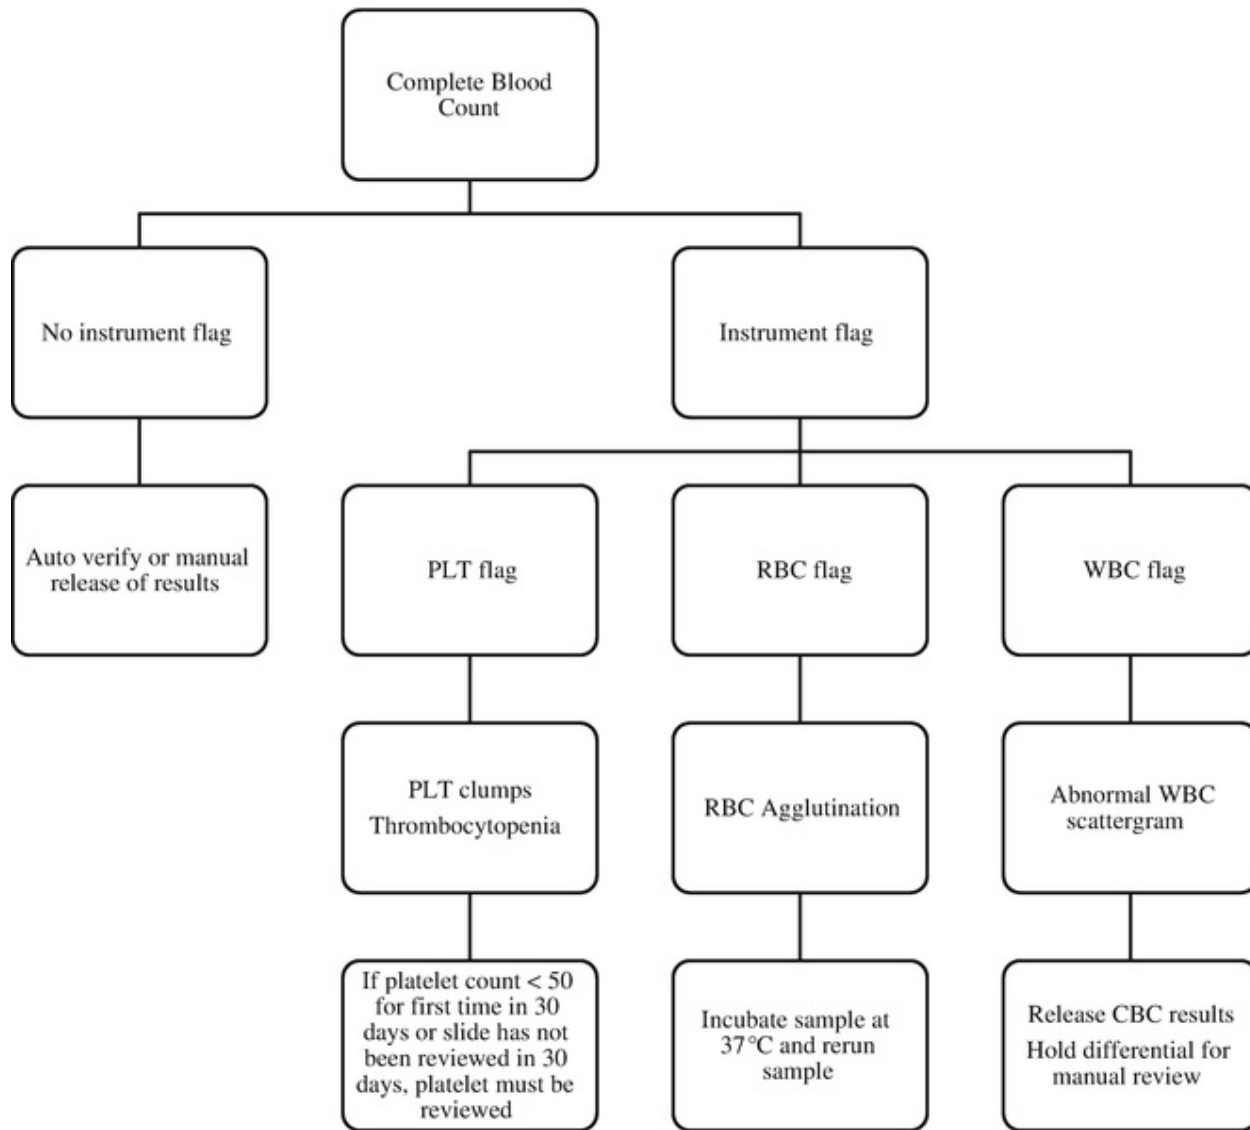 Complete Blood
Count
No instrument flag
Instrument flag
Auto verify or manual
release of results
PLT flag
RBC flag
WBC flag
PLT clumps
Thrombocytopenia
RBC Agglutination
Abnormal WBC
scattergram
If platelet count < 50
for first time in 30
days or slide has not
been reviewed in 30
days, platelet must be
reviewed
Incubate sample at
37°C and rerun
sample
Release CBC results
Hold differential for
manual review